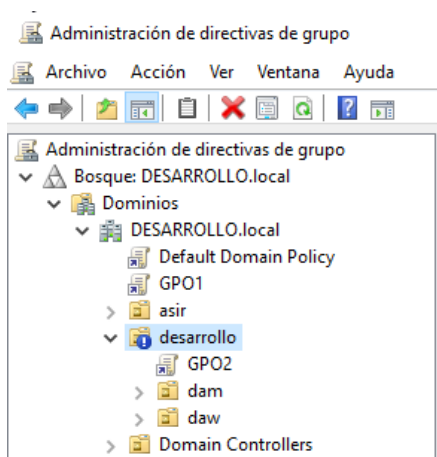 Administración de directivas de grupo
Archivo Acción Ver Ventana Ayuda
Administración de directivas de grupo
Bosque: DESARROLLO.local
Dominios
DESARROLLO.local
Default Domain Policy
GPO1
asir
desarrollo
GPO2
dam
daw
Domain Controllers